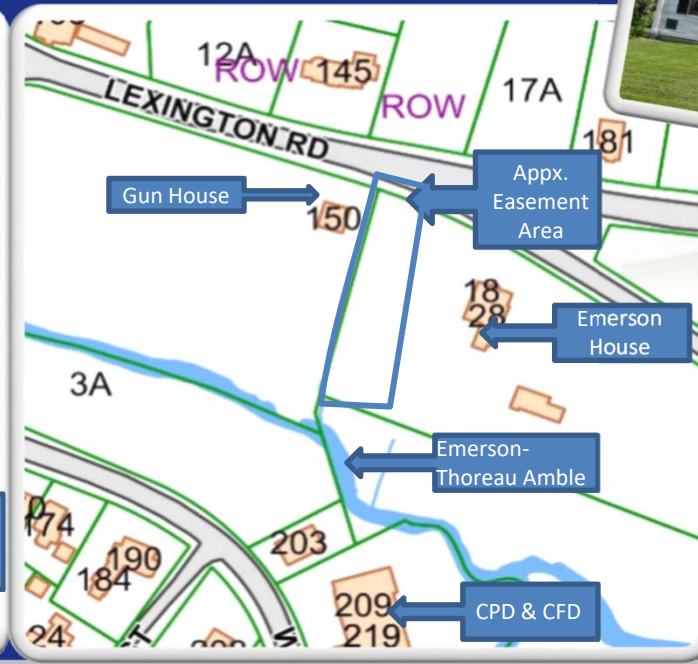 12A
ROW
145
ROW
17A
LEXINGTON RD
181
Gun House
150
Appx.
Easement
Area
18
28
Emerson
House
3A
Emerson-
Thoreau Amble
174
190
184
203
209
219
CPD & CFD
24